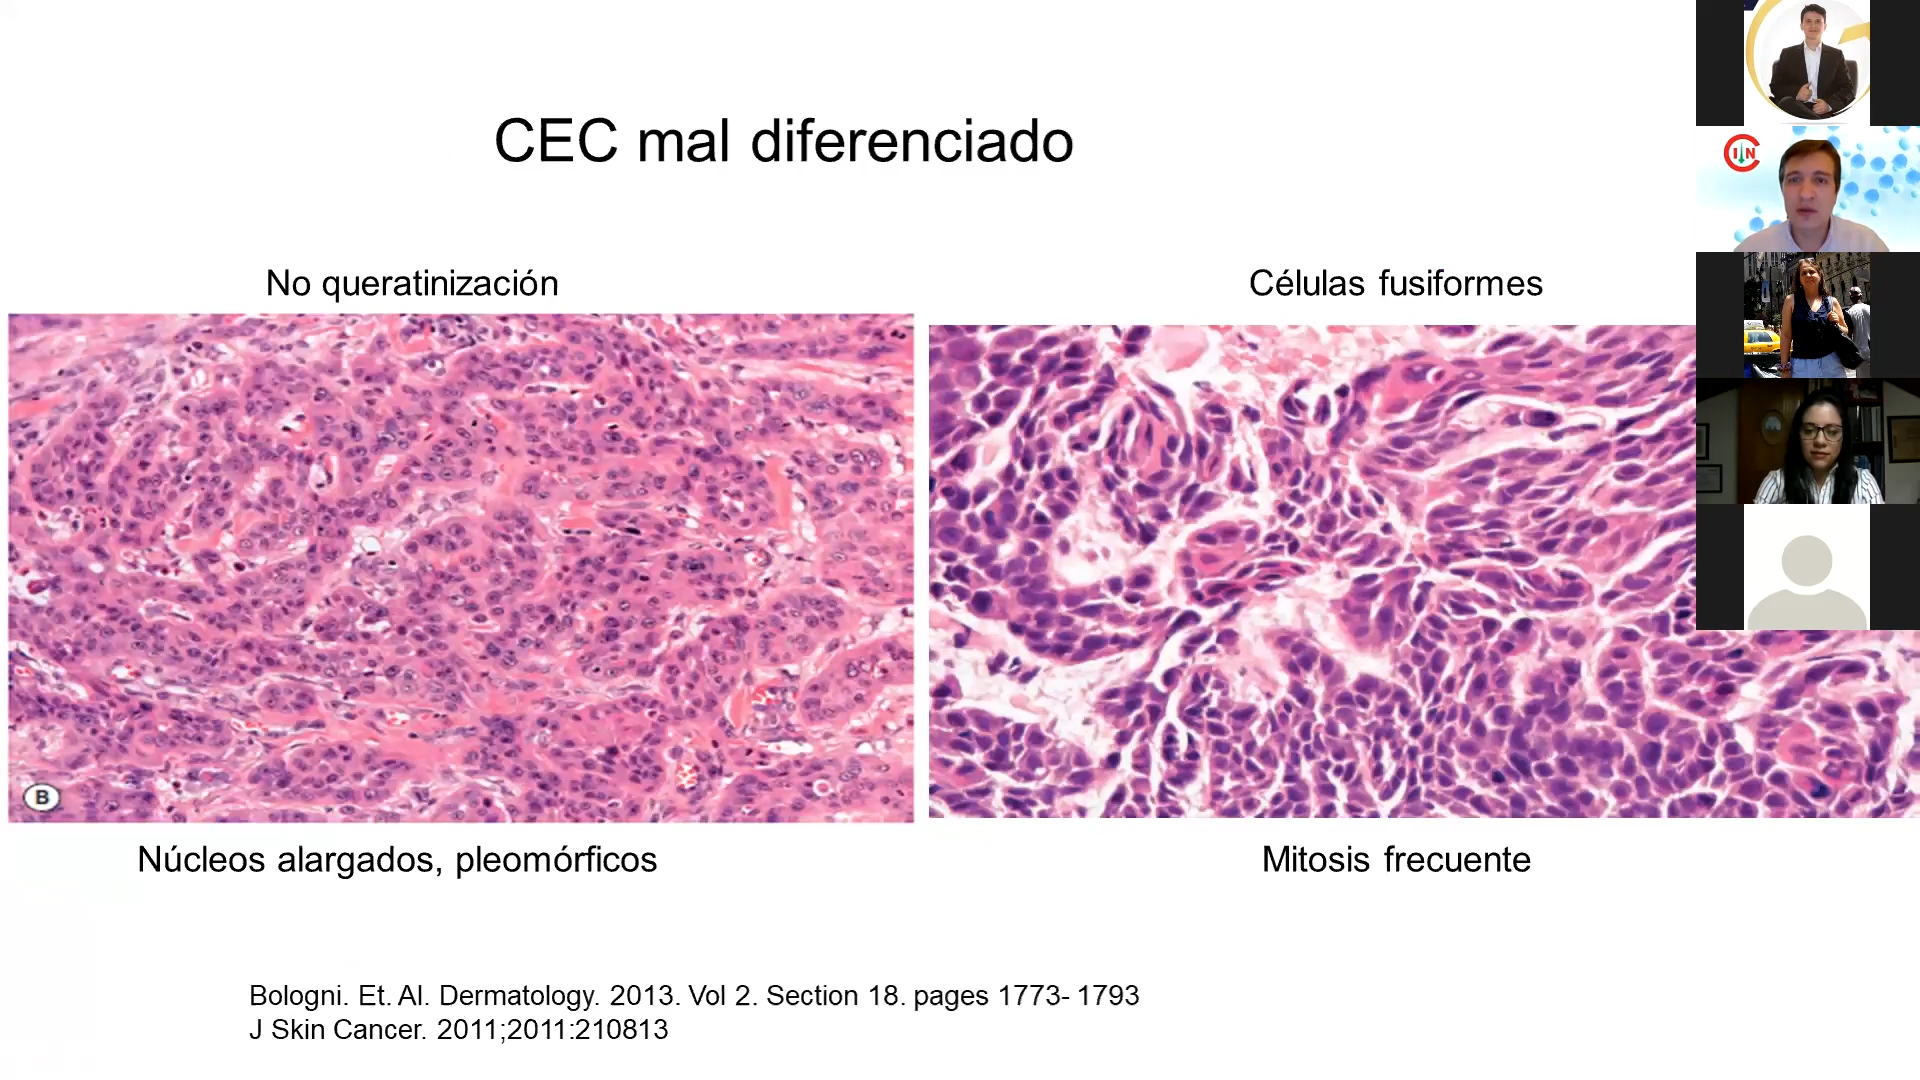 CEC mal diferenciado
No queratinización
Células fusiformes
B
Núcleos alargados, pleomórficos
Mitosis frecuente
Bologni. Et. Al. Dermatology. 2013. Vol 2. Section 18. pages 1773- 1793
J Skin Cancer. 2011;2011:210813
CIN